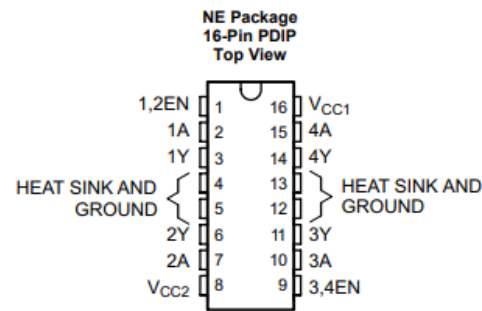 NE Package
16-Pin PDIP
Top View
1,2EN 1 16 VCC1
1A 2 15 4A
1Y 3 14 4Y
HEAT SINK AND GROUND 4 13 HEAT SINK AND GROUND
5 12
2Y 6 11 3Y
2A 7 10 3A
VCC2 8 9 3,4EN